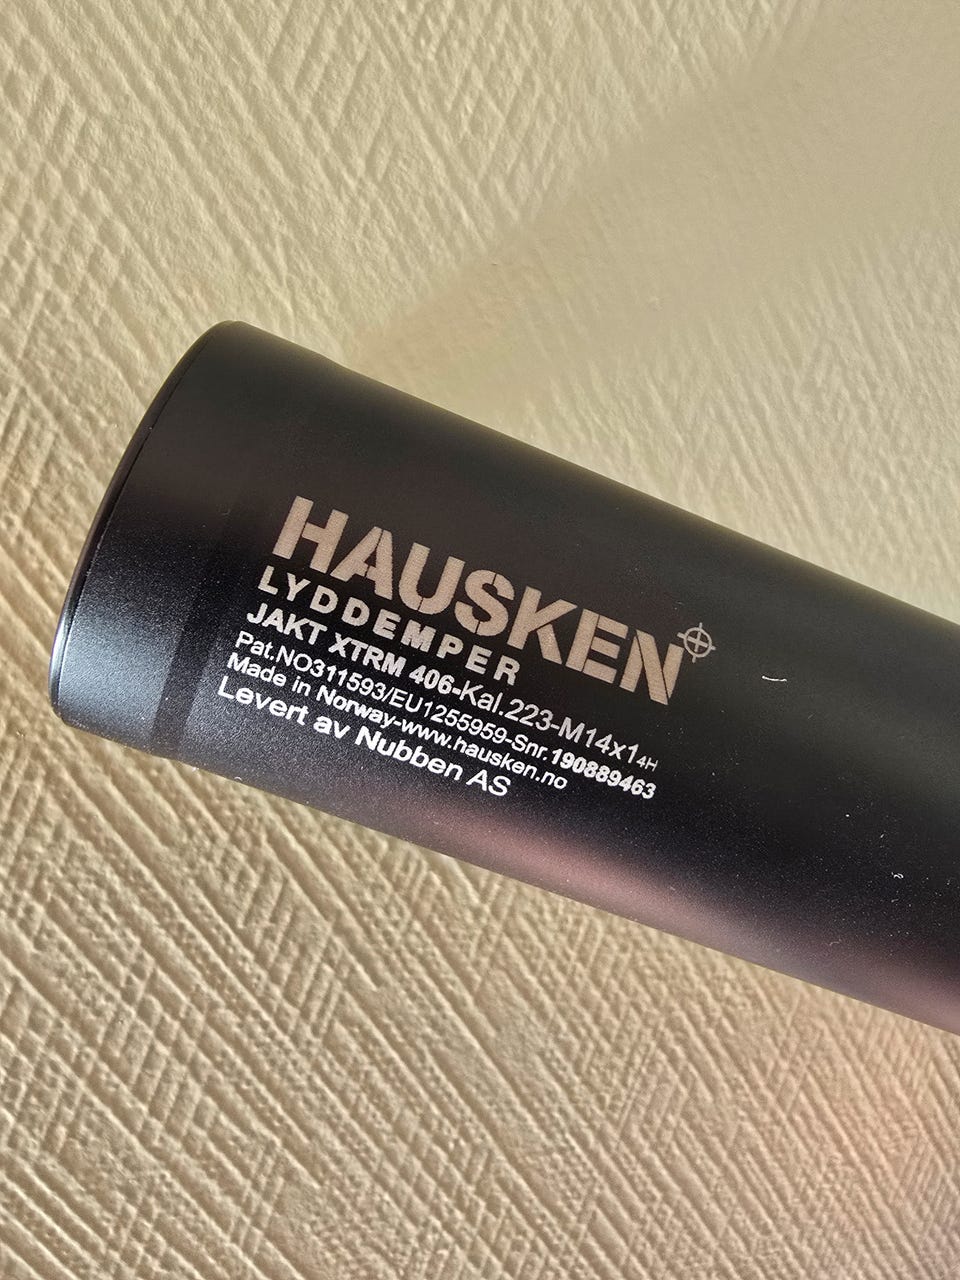 HAUSKEN
LYDDEMPER
JAKT XTRM 406-Kal.223-M14x1 4H
Pat.NO311593/EU1255959-Snr.190889463
Made in Norway-www.hausken.no
Levert av Nubben AS